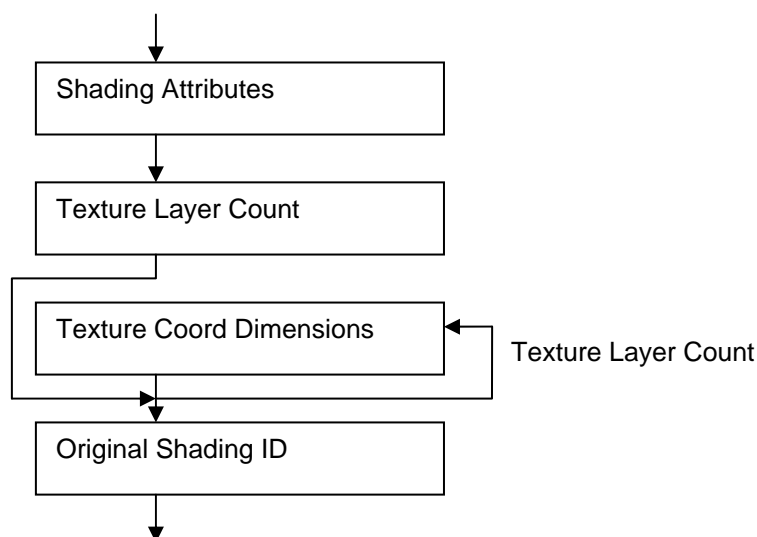 Shading Attributes
Texture Layer Count
Texture Coord Dimensions
Texture Layer Count
Original Shading ID